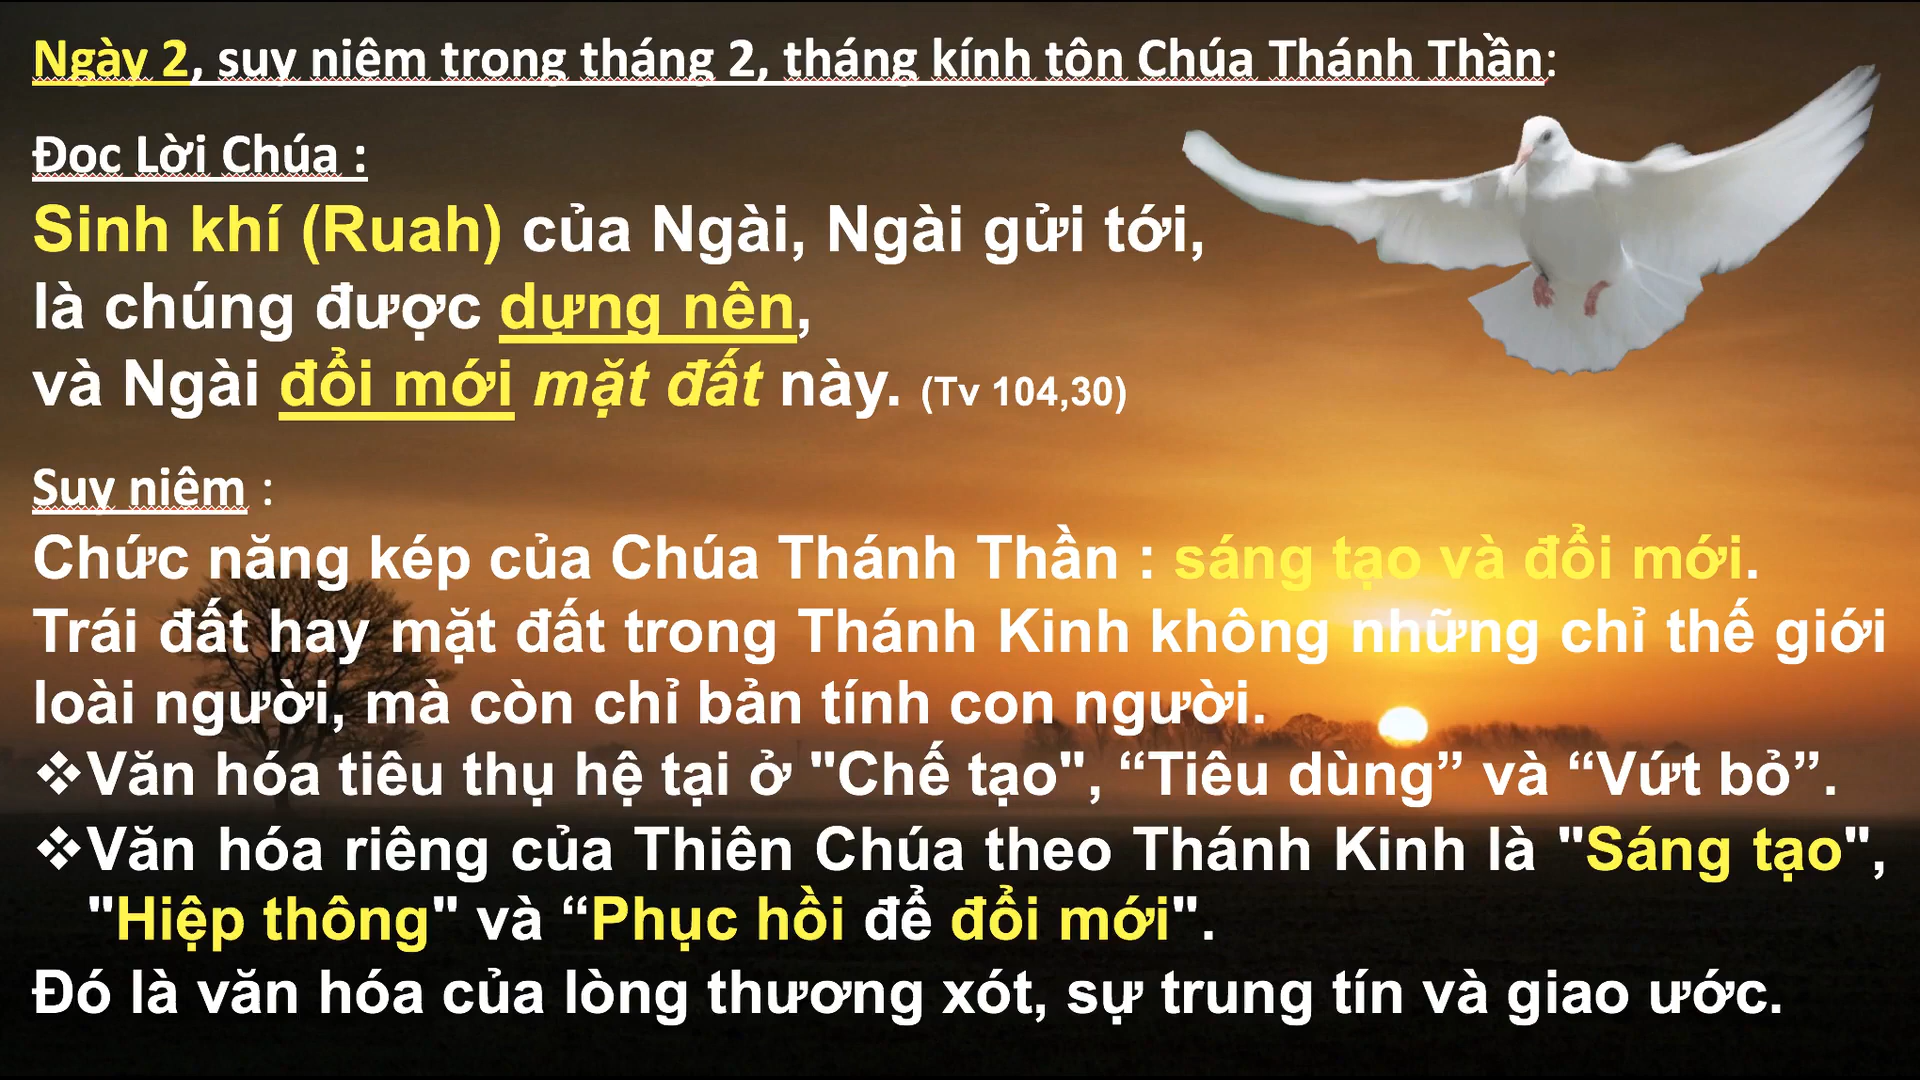 Ngày 2, suy niệm trong tháng 2, tháng kính tôn Chúa Thánh Thần:
Đọc Lời Chúa :
Sinh khí (Ruah) của Ngài, Ngài gửi tới,
là chúng được dựng nên,
và Ngài đổi mới mặt đất này. (Tv 104,30)
Suy niệm :
Chức năng kép của Chúa Thánh Thần : sáng tạo và đổi mới.
Trái đất hay mặt đất trong Thánh Kinh không những chỉ thế giới
loài người, mà còn chỉ bản tính con người.
❖Văn hóa tiêu thụ hệ tại ở "Chế tạo", “Tiêu dùng” và “Vứt bỏ”.
❖Văn hóa riêng của Thiên Chúa theo Thánh Kinh là "Sáng tạo",
"Hiệp thông" và “Phục hồi để đổi mới".
Đó là văn hóa của lòng thương xót, sự trung tín và giao ước.